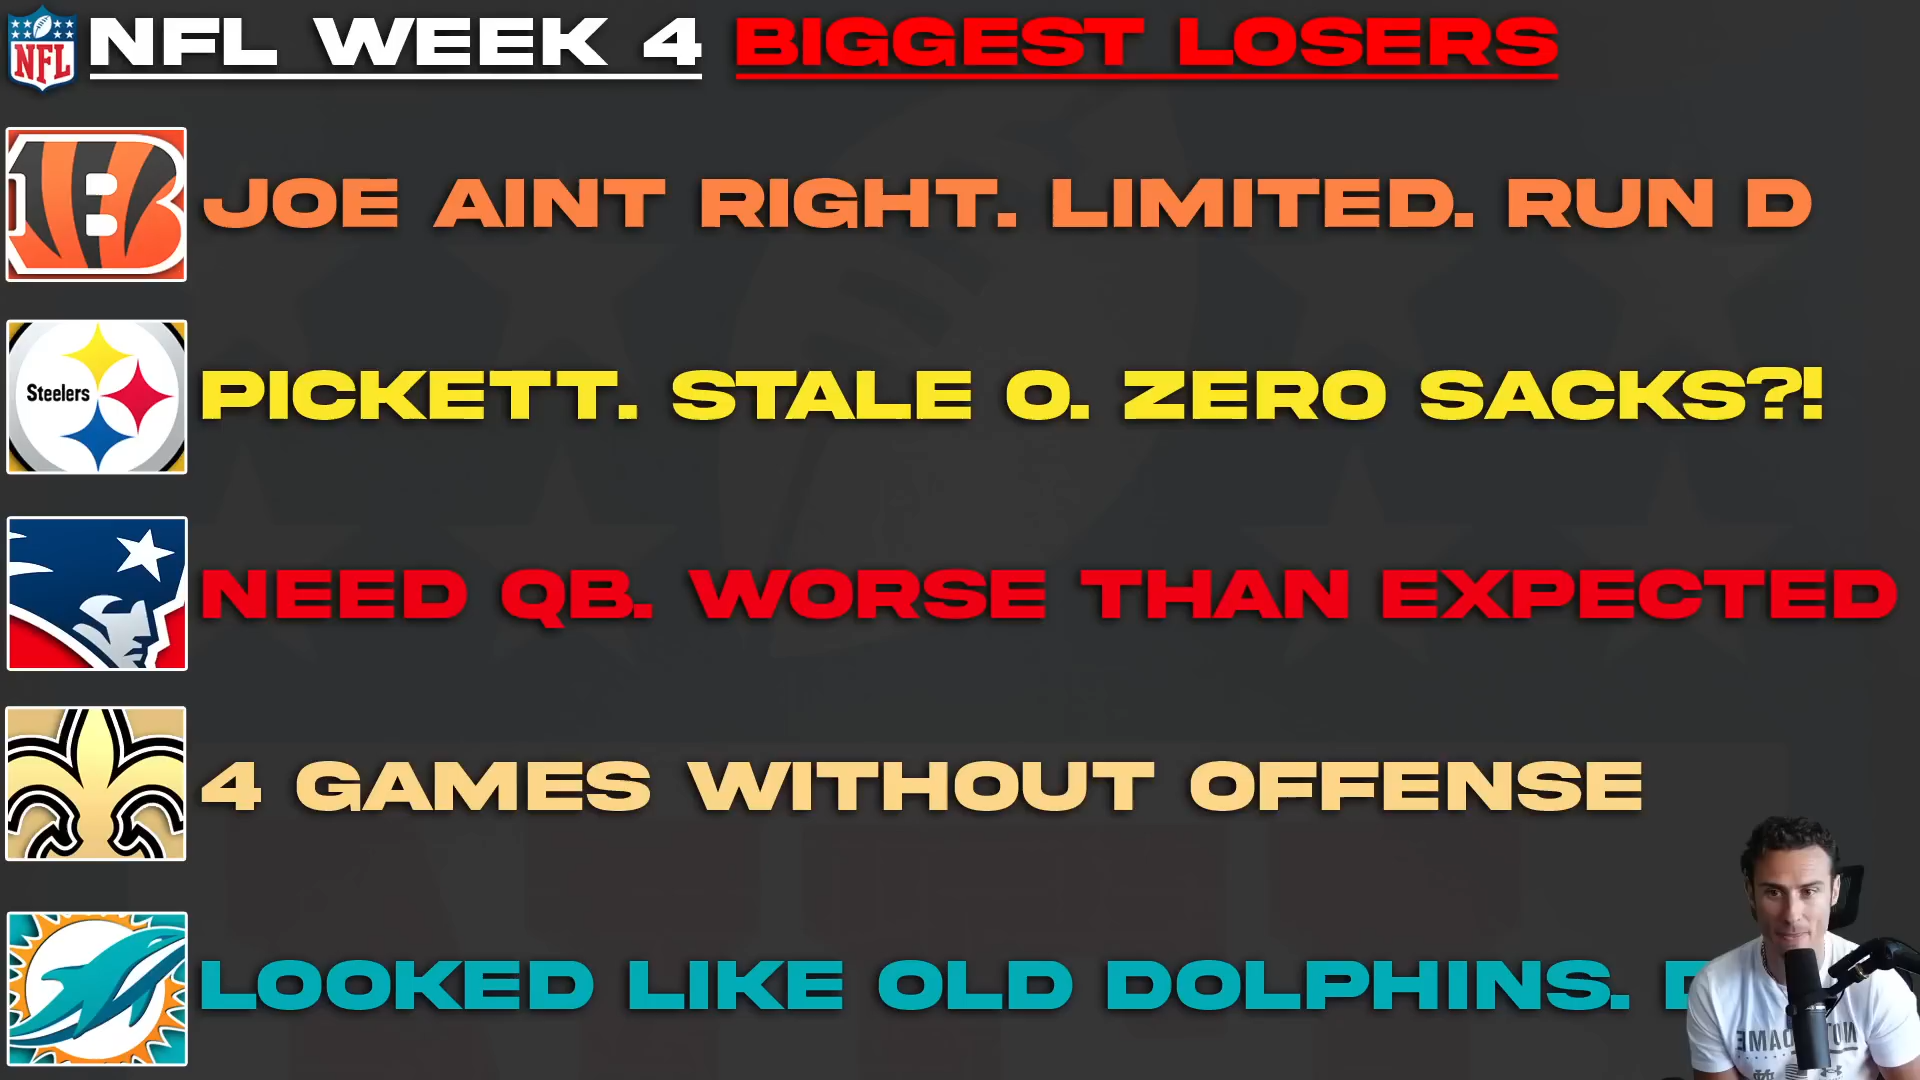 NFL NFL WEEK 4 BIGGEST LOSERS
JOE AINT RIGHT. LIMITED. RUN D
Steelers PICKETT. STALE O. ZERO SACKS?!
NEED QB. WORSE THAN EXPECTED
4 GAMES WITHOUT OFFENSE
LOOKED LIKE OLD DOLPHINS.